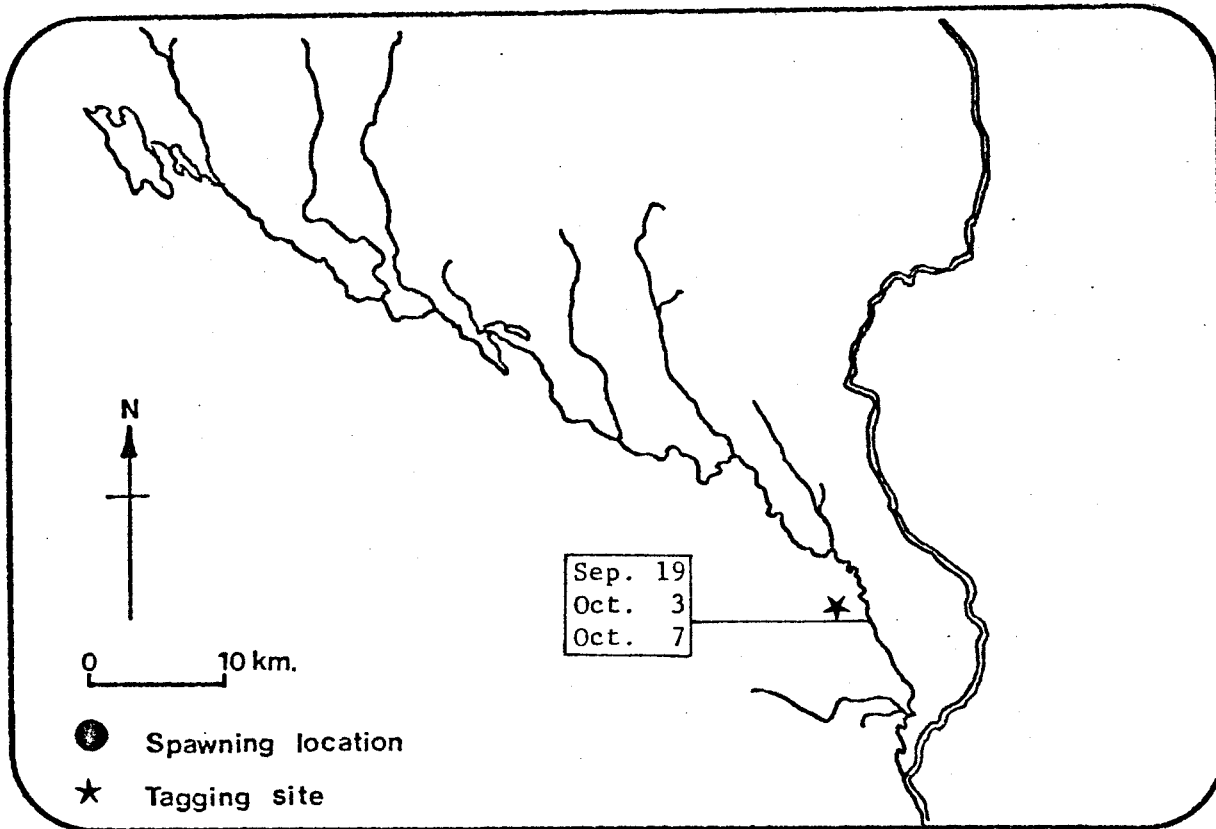 N
Sep. 19
Oct. 3
Oct. 7
0 10 km.
Spawning location
Tagging site